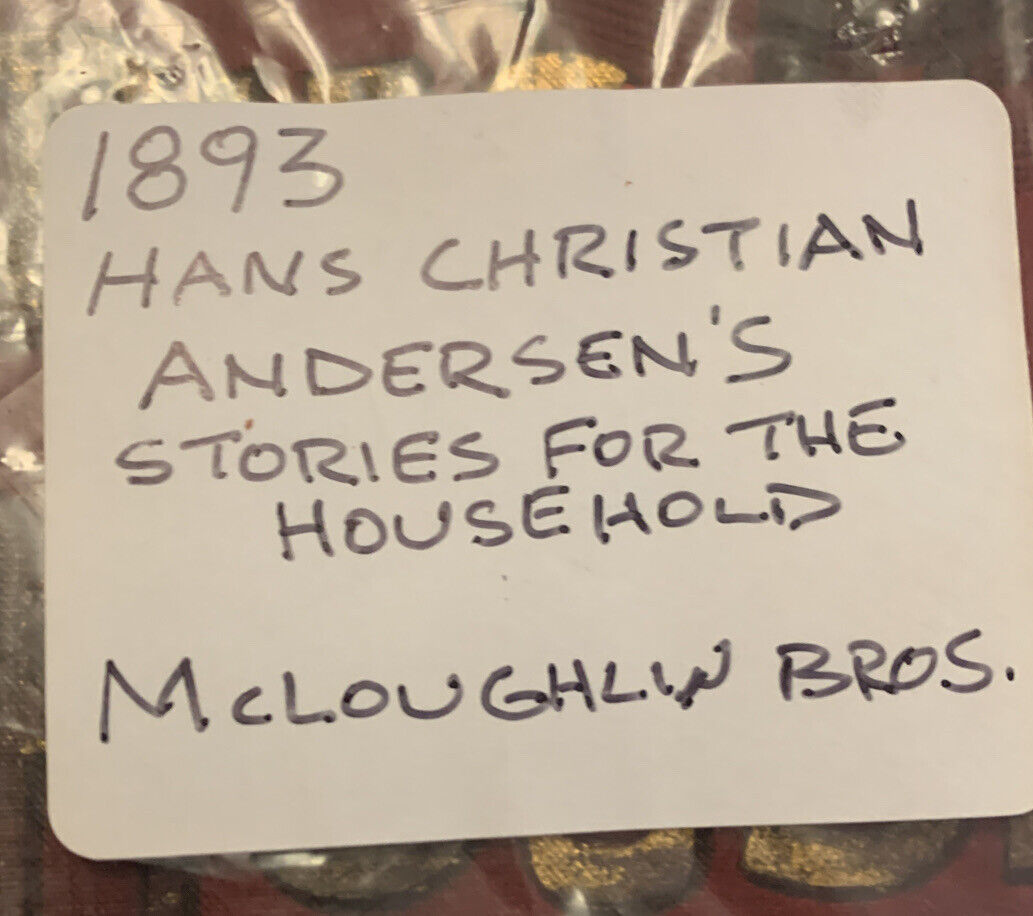 1893
HANS CHRISTIAN
ANDERSEN'S
STORIES FOR THE
HOUSEHOLD
McLOUGHLIN BROS.